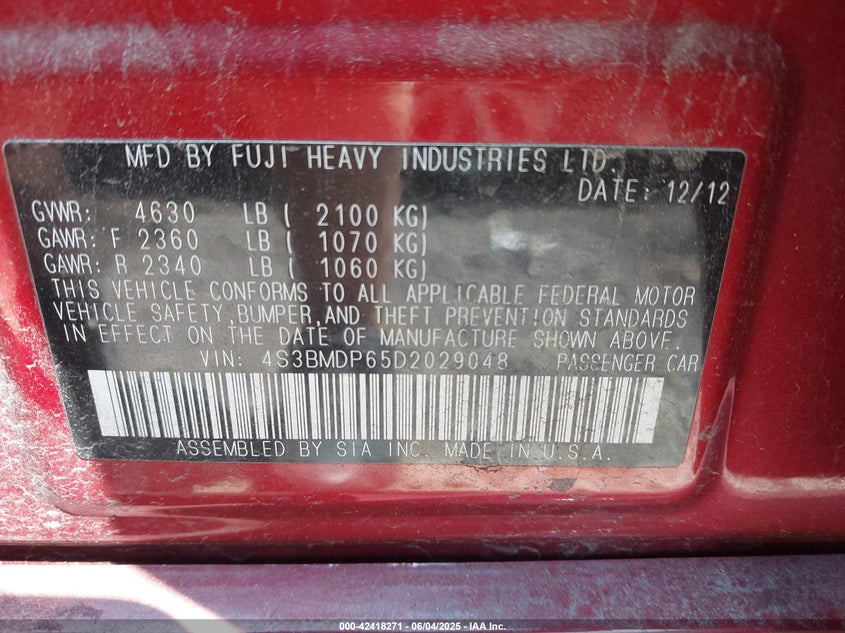 MFD BY FUJI HEAVY INDUSTRIES LTD.
DATE: 12/12
GVWR: 4630 LB ( 2100 KG)
GAWR: F 2360 LB ( 1070 KG)
GAWR: R 2340 LB ( 1060 KG)
THIS VEHICLE CONFORMS TO ALL APPLICABLE FEDERAL MOTOR
VEHICLE SAFETY, BUMPER, AND THEFT PREVENTION STANDARDS
IN EFFECT ON THE DATE OF MANUFACTURE SHOWN ABOVE.
VIN: 4S3BMDP65D2029048 PASSENGER CAR
ASSEMBLED BY SIA INC. MADE IN U.S.A.
000-42418271 - 06/04/2025 - IAA Inc.